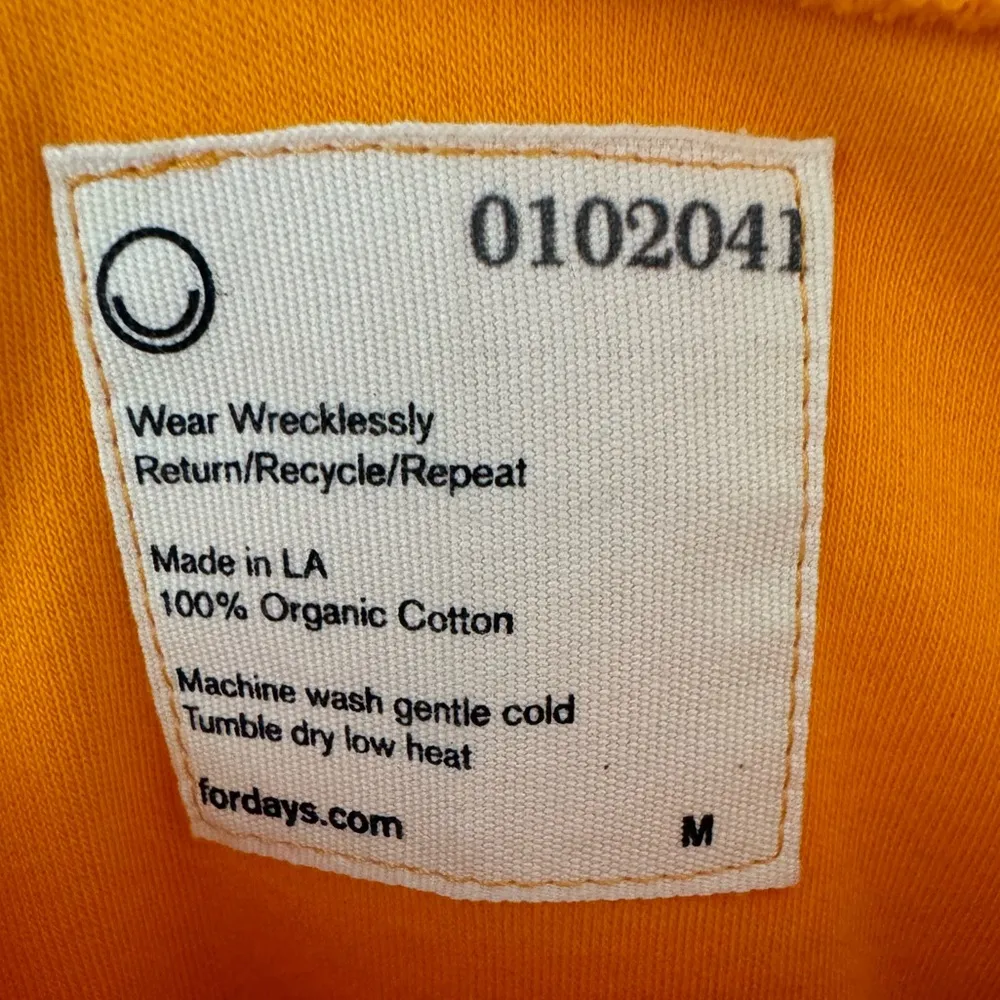 0102041
Wear Wrecklessly
Return/Recycle/Repeat
Made in LA
100% Organic Cotton
Machine wash gentle cold
Tumble dry low heat
fordays.com
M